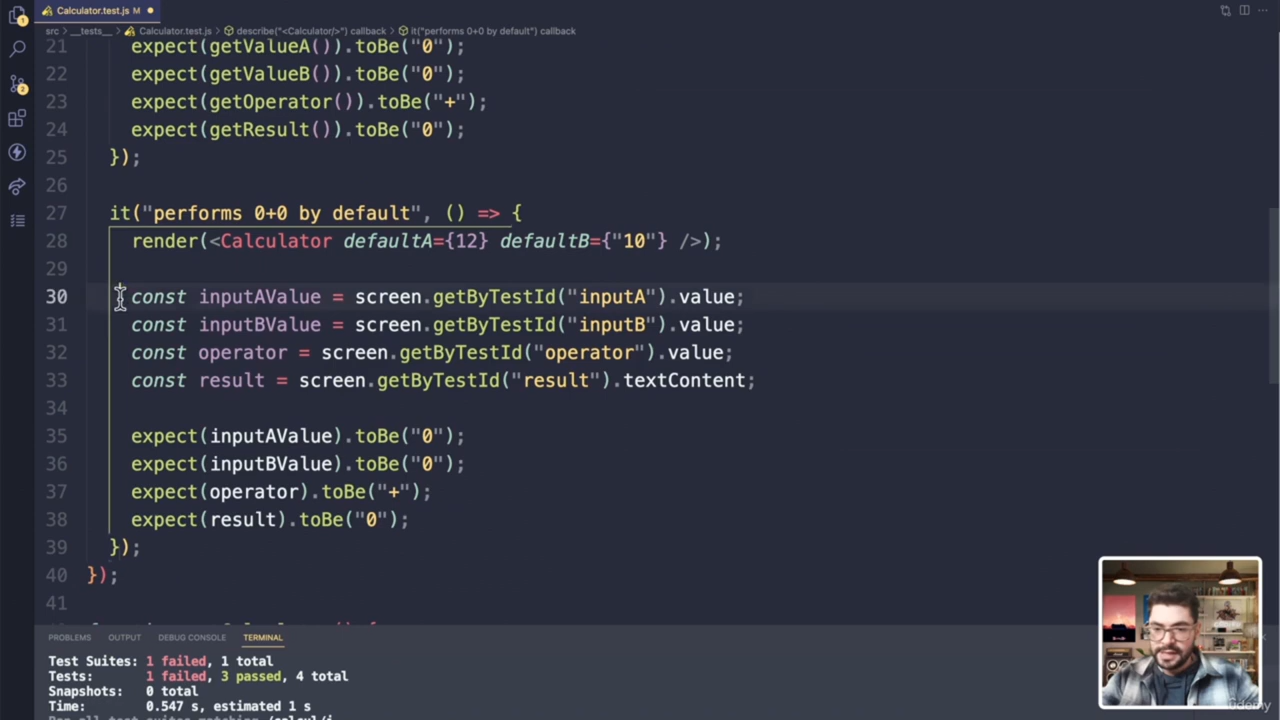 Calculator.test.js M
src > __tests__ > Calculator.test.js > describe("<Calculator/>") callback > it("performs 0+0 by default") callback
21 expect(getValueA()).toBe("0");
22 expect(getValueB()).toBe("0");
23 expect(getOperator()).toBe("+");
24 expect(getResult()).toBe("0");
25 });
26
27 it("performs 0+0 by default", () => {
28 render(<Calculator defaultA={12} defaultB={"10"} />);
29
30 const inputAValue = screen.getByTestId("inputA").value;
31 const inputBValue = screen.getByTestId("inputB").value;
32 const operator = screen.getByTestId("operator").value;
33 const result = screen.getByTestId("result").textContent;
34
35 expect(inputAValue).toBe("0");
36 expect(inputBValue).toBe("0");
37 expect(operator).toBe("+");
38 expect(result).toBe("0");
39 });
40 });
41
PROBLEMS OUTPUT DEBUG CONSOLE TERMINAL
Test Suites: 1 failed, 1 total
Tests: 1 failed, 3 passed, 4 total
Snapshots: 0 total
Time: 0.547 s, estimated 1 s
udemy